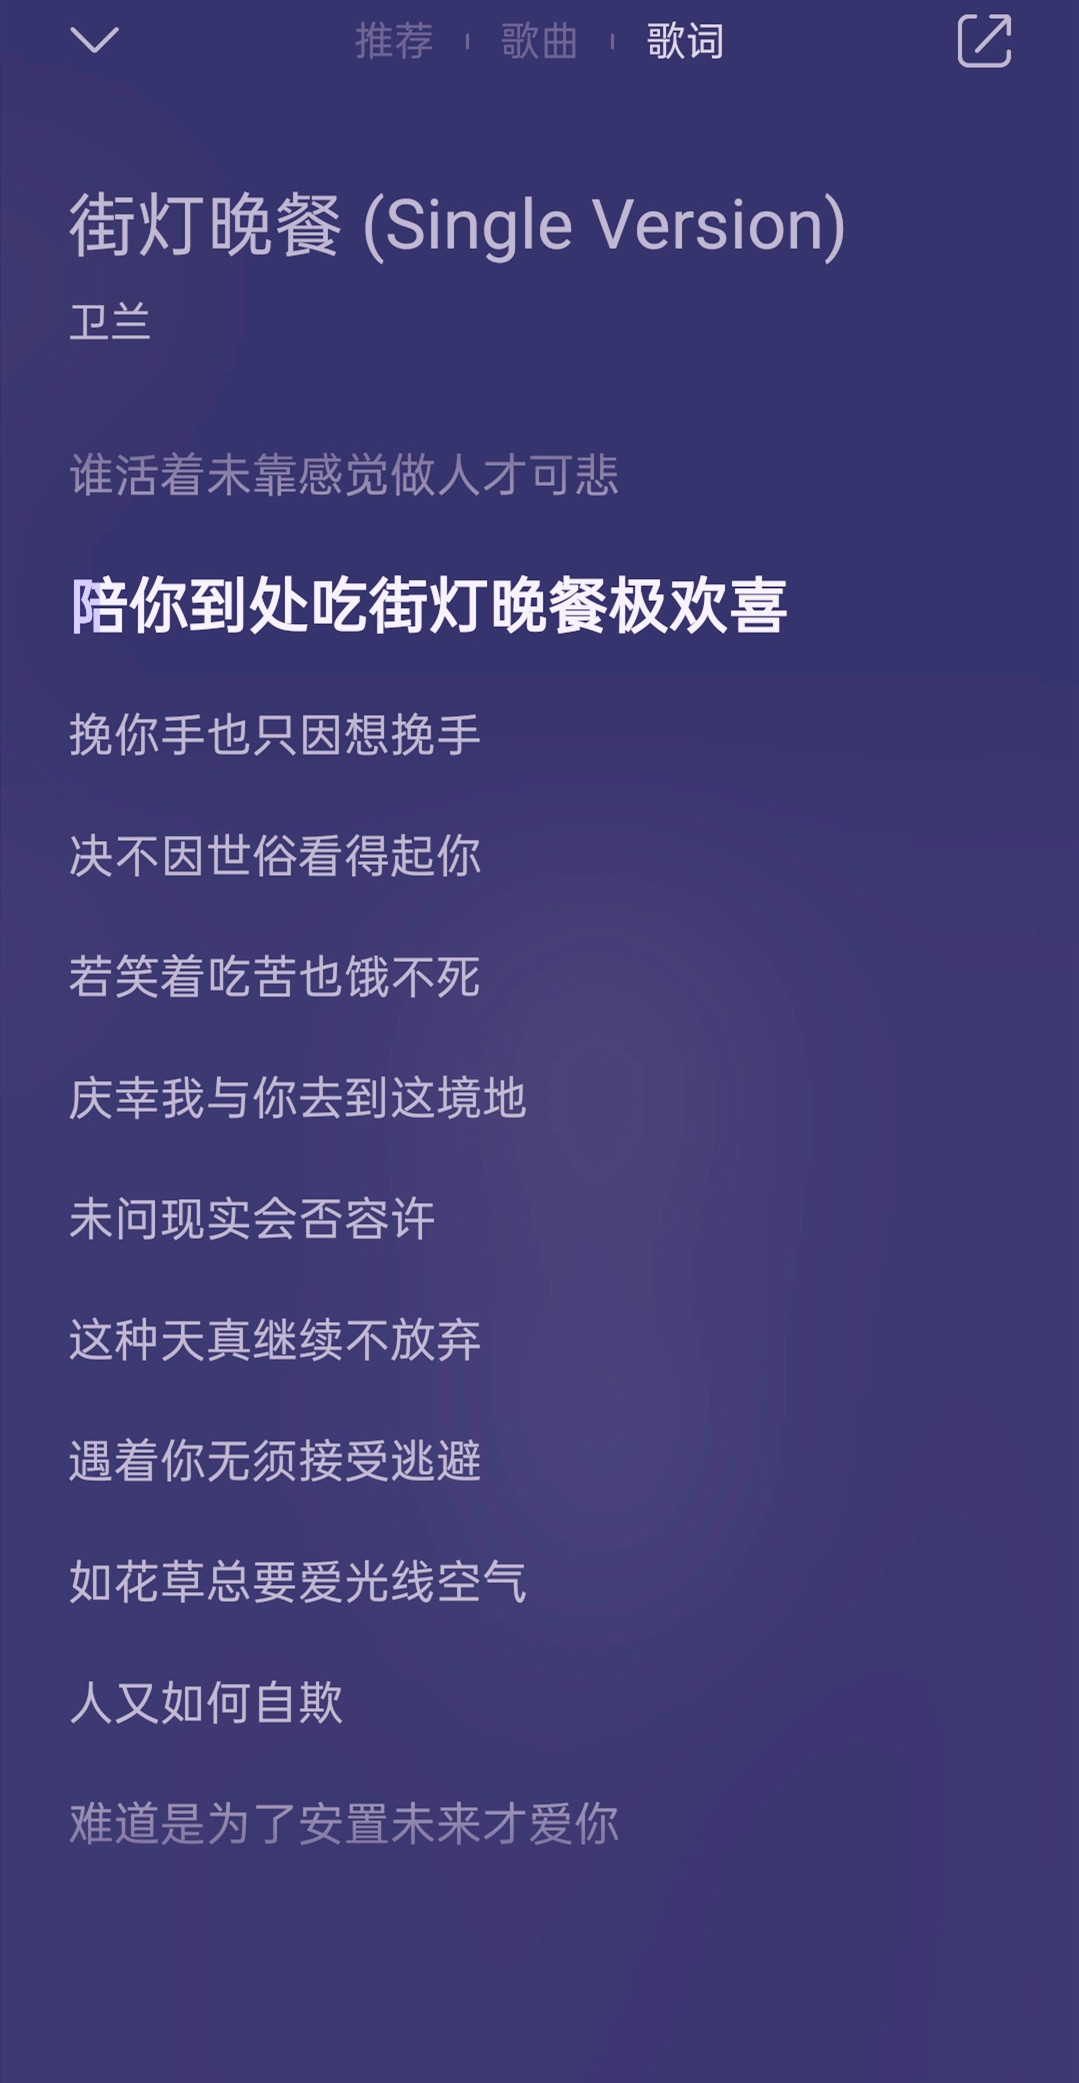 推荐 歌曲 歌词
街灯晚餐 (Single Version)
卫兰
谁活着未靠感觉做人才可悲
陪你到处吃街灯晚餐极欢喜
挽你手也只因想挽手
决不因世俗看得起你
若笑着吃苦也饿不死
庆幸我与你去到这境地
未问现实会否容许
这种天真继续不放弃
遇着你无须接受逃避
如花草总要爱光线空气
人又如何自欺
难道是为了安置未来才爱你